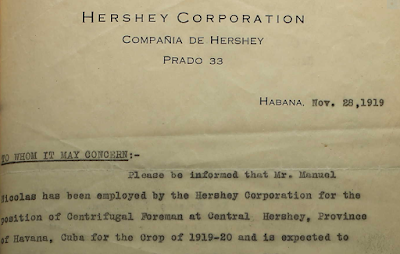 HERSHEY CORPORATION
COMPAÑIA DE HERSHEY
PRADO 33
HABANA, Nov. 28,1919
TO WHOM IT MAY CONCERN:-
Please be informed that Mr. Manuel
Nicolas has been employed by the Hershey Corporation for the
position of Centrifugal Foreman at Central Hershey, Province
of Havana, Cuba for the Crop of 1919-20 and is expected to